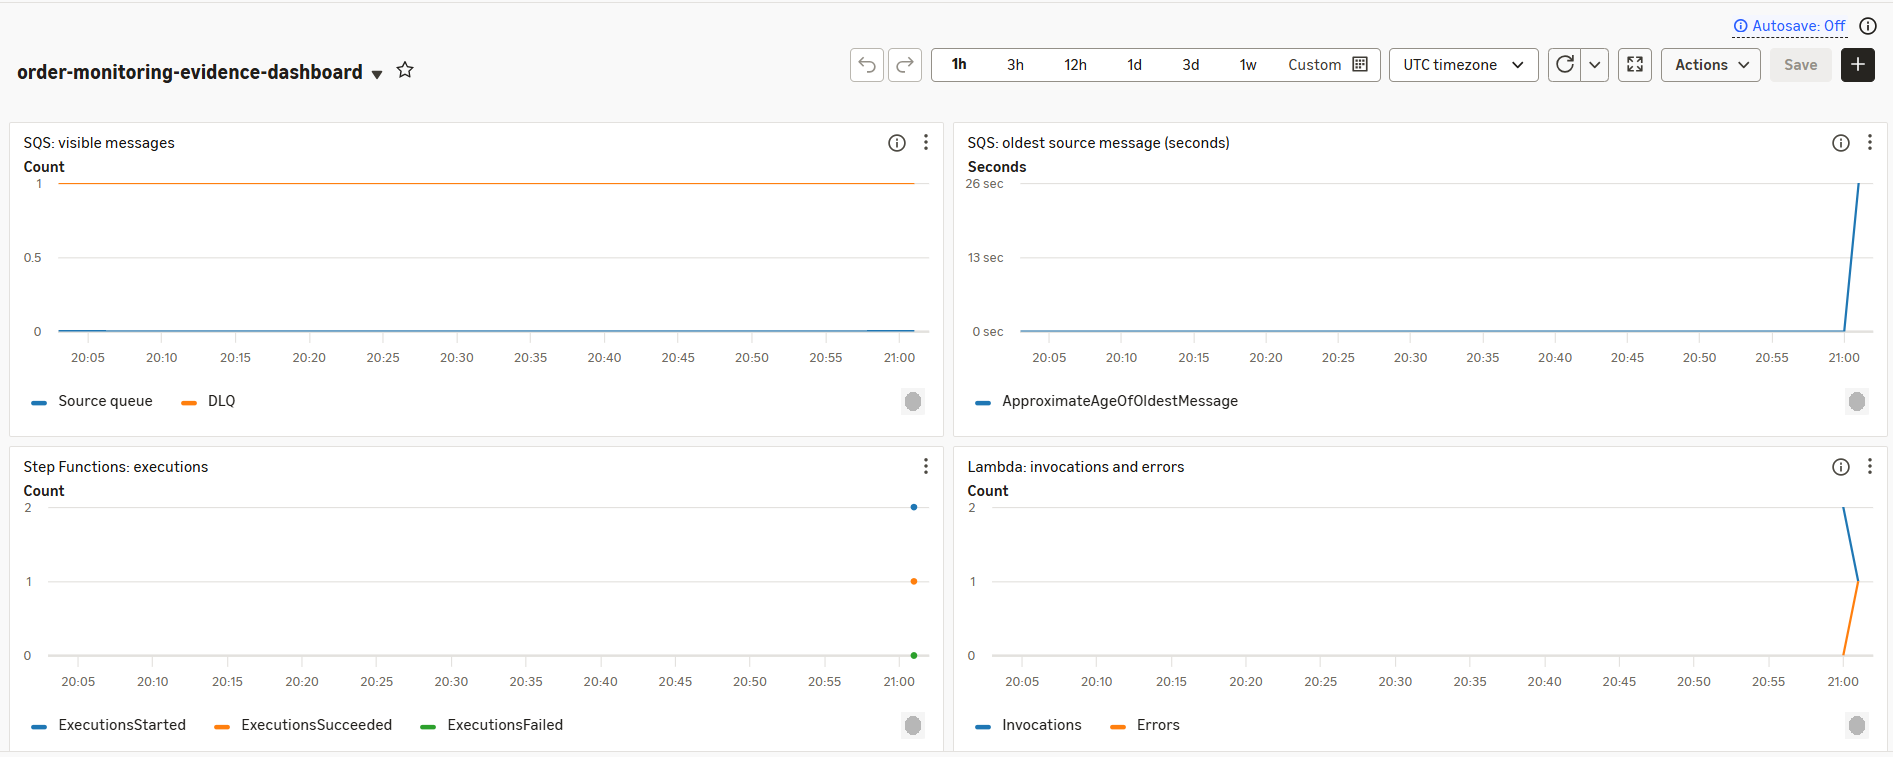 Autosave: Off
order-monitoring-evidence-dashboard
1h 3h 12h 1d 3d 1w Custom UTC timezone Actions Save
SQS: visible messages
Count
1
0.5
0
20:05 20:10 20:15 20:20 20:25 20:30 20:35 20:40 20:45 20:50 20:55 21:00
Source queue DLQ
SQS: oldest source message (seconds)
Seconds
26 sec
13 sec
0 sec
20:05 20:10 20:15 20:20 20:25 20:30 20:35 20:40 20:45 20:50 20:55 21:00
ApproximateAgeOfOldestMessage
Step Functions: executions
Count
2
1
0
20:05 20:10 20:15 20:20 20:25 20:30 20:35 20:40 20:45 20:50 20:55 21:00
ExecutionsStarted ExecutionsSucceeded ExecutionsFailed
Lambda: invocations and errors
Count
2
1
0
20:05 20:10 20:15 20:20 20:25 20:30 20:35 20:40 20:45 20:50 20:55 21:00
Invocations Errors